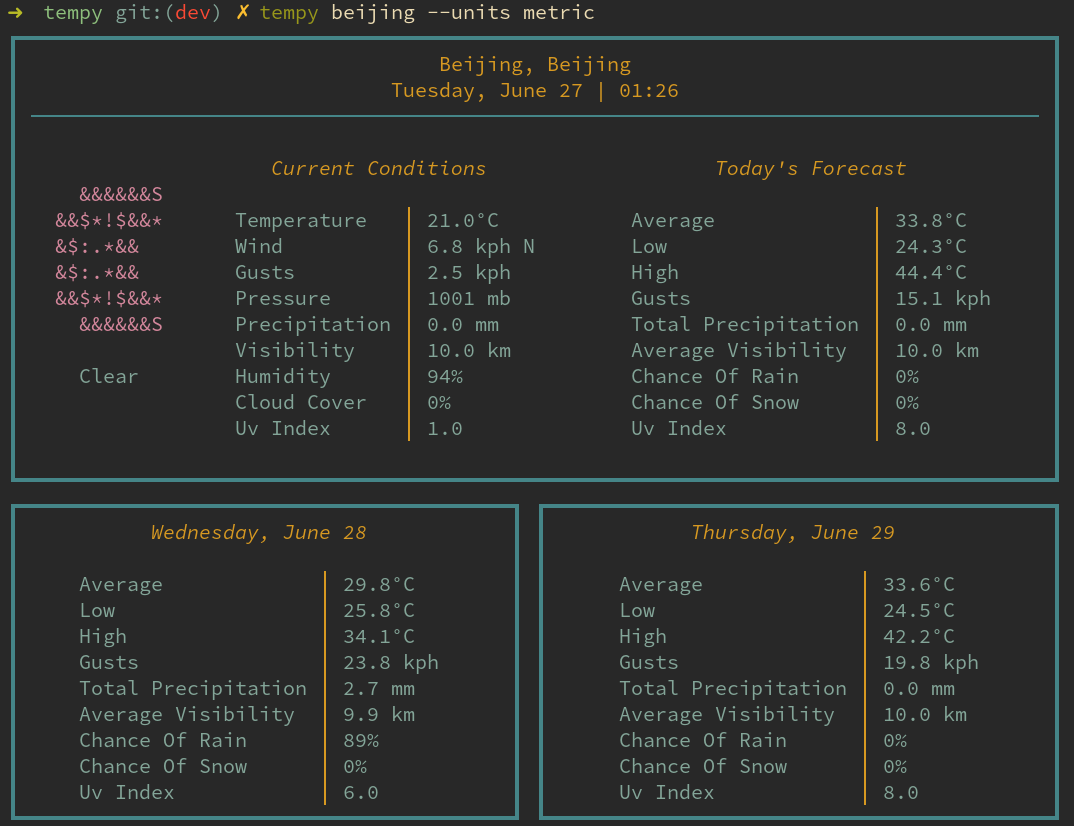 ➜ tempy git:(dev) ✗ tempy beijing --units metric
Beijing, Beijing
Tuesday, June 27 | 01:26
Current Conditions
&&&&&&S
&&$*!$&&*
&$:.*&&
&$:.*&&
&&$*!$&&*
&&&&&&S
Clear
Temperature 21.0°C
Wind 6.8 kph N
Gusts 2.5 kph
Pressure 1001 mb
Precipitation 0.0 mm
Visibility 10.0 km
Humidity 94%
Cloud Cover 0%
Uv Index 1.0
Today's Forecast
Average 33.8°C
Low 24.3°C
High 44.4°C
Gusts 15.1 kph
Total Precipitation 0.0 mm
Average Visibility 10.0 km
Chance Of Rain 0%
Chance Of Snow 0%
Uv Index 8.0
Wednesday, June 28
Average 29.8°C
Low 25.8°C
High 34.1°C
Gusts 23.8 kph
Total Precipitation 2.7 mm
Average Visibility 9.9 km
Chance Of Rain 89%
Chance Of Snow 0%
Uv Index 6.0
Thursday, June 29
Average 33.6°C
Low 24.5°C
High 42.2°C
Gusts 19.8 kph
Total Precipitation 0.0 mm
Average Visibility 10.0 km
Chance Of Rain 0%
Chance Of Snow 0%
Uv Index 8.0